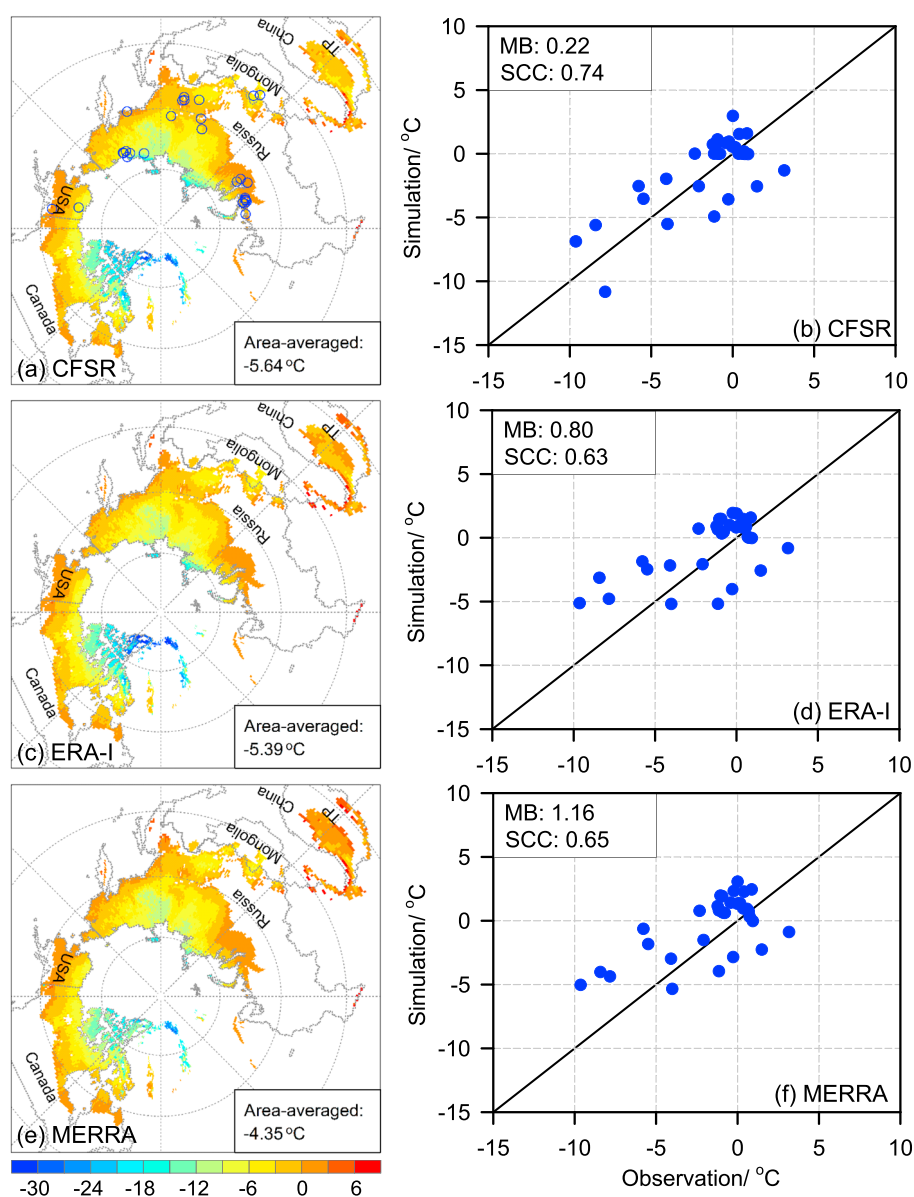 China
TP
Mongolia
Russia
USA
Canada
Area-averaged:
-5.64 °C
(a) CFSR
10
5
0
-5
-10
-15
Simulation/ °C
MB: 0.22
SCC: 0.74
(b) CFSR
-15 -10 -5 0 5 10
China
TP
Mongolia
Russia
USA
Canada
Area-averaged:
-5.39 °C
(c) ERA-I
10
5
0
-5
-10
-15
Simulation/ °C
MB: 0.80
SCC: 0.63
(d) ERA-I
-15 -10 -5 0 5 10
China
TP
Mongolia
Russia
USA
Canada
Area-averaged:
-4.35 °C
(e) MERRA
10
5
0
-5
-10
-15
Simulation/ °C
MB: 1.16
SCC: 0.65
(f) MERRA
-15 -10 -5 0 5 10
Observation/ °C
-30 -24 -18 -12 -6 0 6